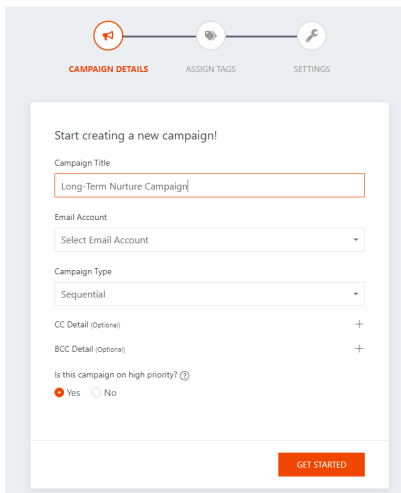 CAMPAIGN DETAILS ASSIGN TAGS SETTINGS
Start creating a new campaign!
Campaign Title
Long-Term Nurture Campaign
Email Account
Select Email Account
Campaign Type
Sequential
CC Detail (Optional)
BCC Detail (Optional)
Is this campaign on high priority? ?
Yes No
GET STARTED